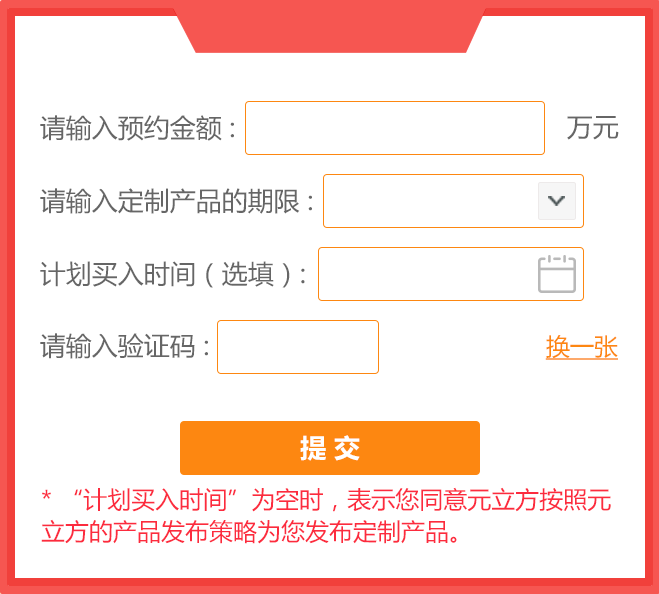 请输入预约金额： 万元
请输入定制产品的期限：
计划买入时间（选填）：
请输入验证码： 换一张
提 交
* “计划买入时间”为空时，表示您同意元立方按照元
立方的产品发布策略为您发布定制产品。